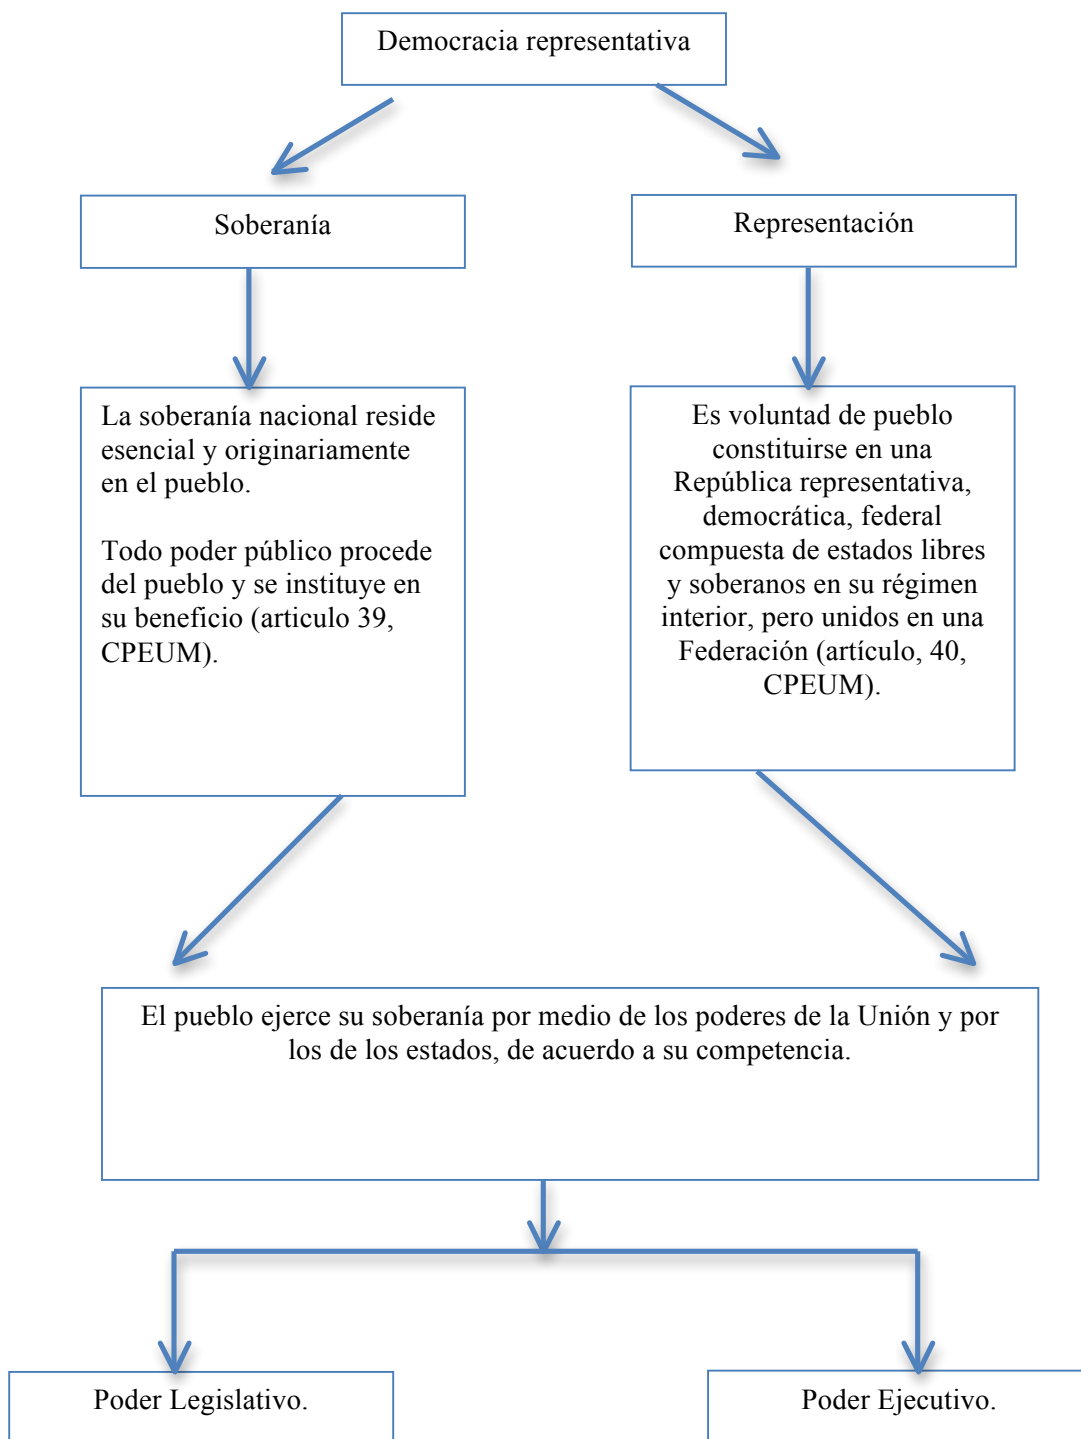 Democracia representativa
Soberanía
Representación
La soberanía nacional reside
esencial y originariamente
en el pueblo.
Todo poder público procede
del pueblo y se instituye en
su beneficio (articulo 39,
CPEUM).
Es voluntad de pueblo
constituirse en una
República representativa,
democrática, federal
compuesta de estados libres
y soberanos en su régimen
interior, pero unidos en una
Federación (artículo, 40,
CPEUM).
El pueblo ejerce su soberanía por medio de los poderes de la Unión y por
los de los estados, de acuerdo a su competencia.
Poder Legislativo.
Poder Ejecutivo.